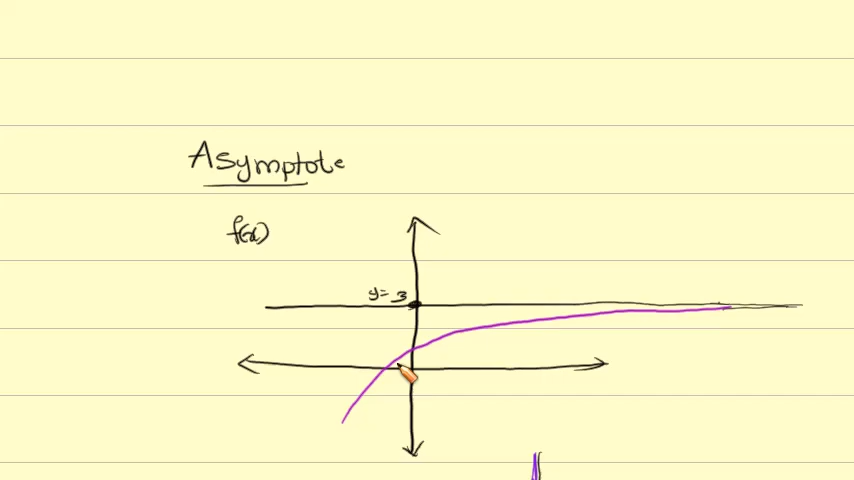 Asymptote
f(x)
y= 3